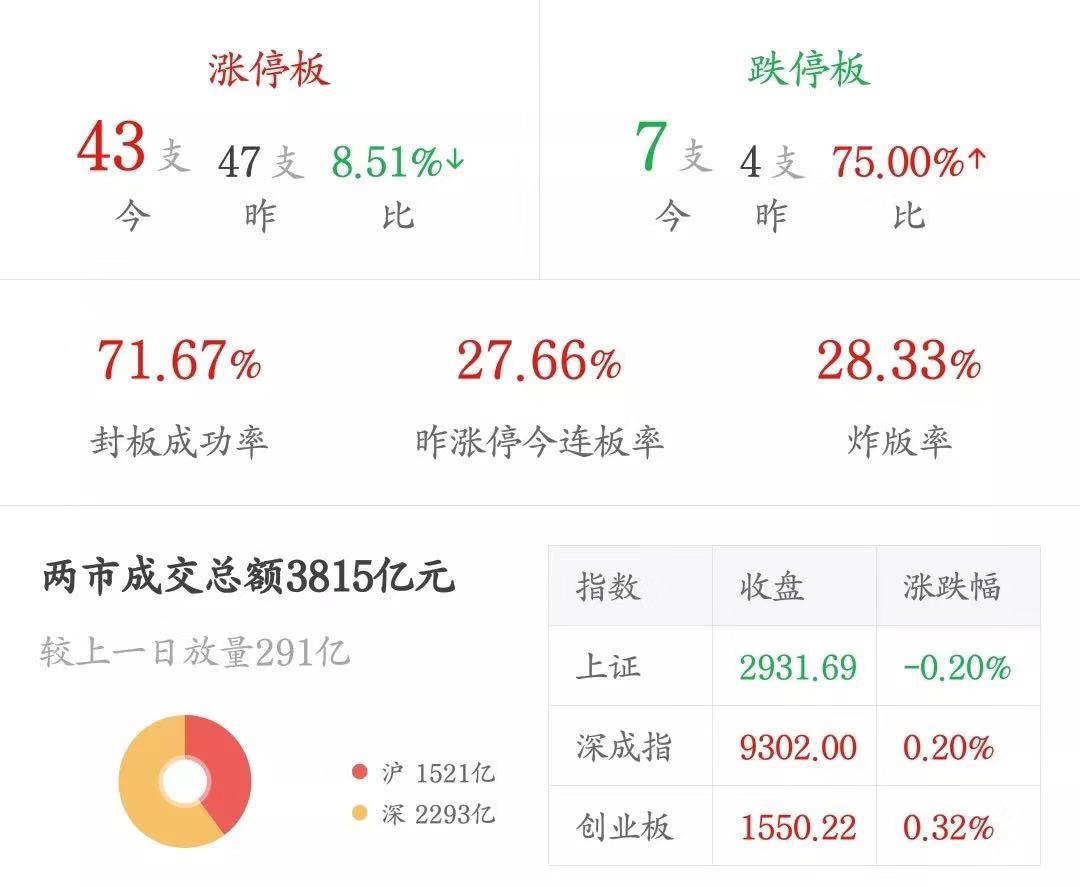 涨停板
43支 47支 8.51%↓
今 昨 比
跌停板
7支 4支 75.00%↑
今 昨 比
71.67% 27.66% 28.33%
封板成功率 昨涨停今连板率 炸版率
两市成交总额3815亿元
较上一日放量291亿
沪 1521亿
深 2293亿
指数 收盘 涨跌幅
上证 2931.69 -0.20%
深成指 9302.00 0.20%
创业板 1550.22 0.32%